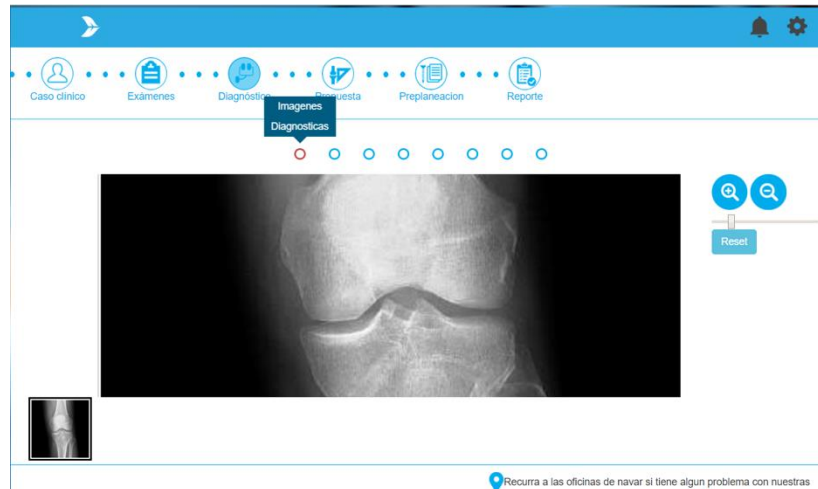 Caso clínico
Exámenes
Diagnóstico
Propuesta
Preplaneacion
Reporte
Imagenes
Diagnosticas
Reset
Recurra a las oficinas de navar si tiene algun problema con nuestras